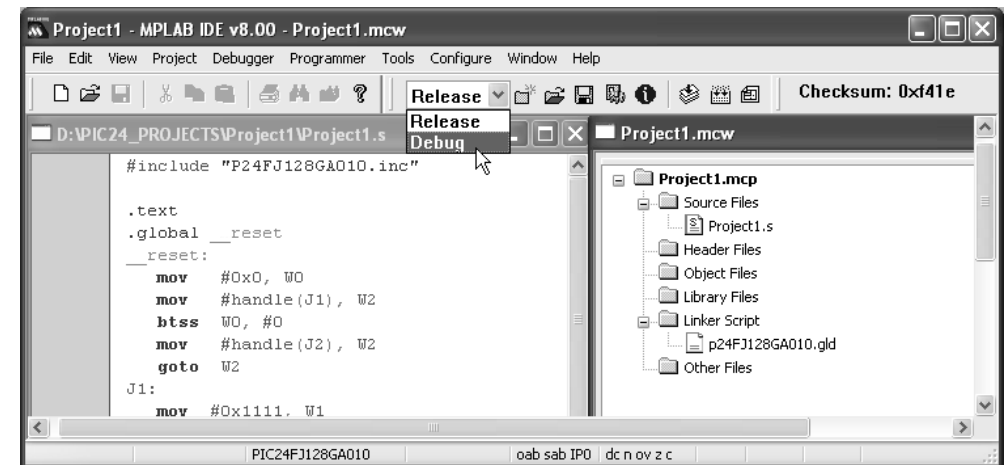 Project1 - MPLAB IDE v8.00 - Project1.mcw
File Edit View Project Debugger Programmer Tools Configure Window Help
Release
Checksum: 0xf41e
Release
Debug
D:\PIC24_PROJECTS\Project1\Project1.s
#include "P24FJ128GA010.inc"
.text
.global __reset
__reset:
mov #0x0, W0
mov #handle(J1), W2
btss W0, #0
mov #handle(J2), W2
goto W2
J1:
mov #0x1111, W1
Project1.mcw
Project1.mcp
Source Files
Project1.s
Header Files
Object Files
Library Files
Linker Script
p24FJ128GA010.gld
Other Files
PIC24FJ128GA010
oab sab IP0 dc n ov z c